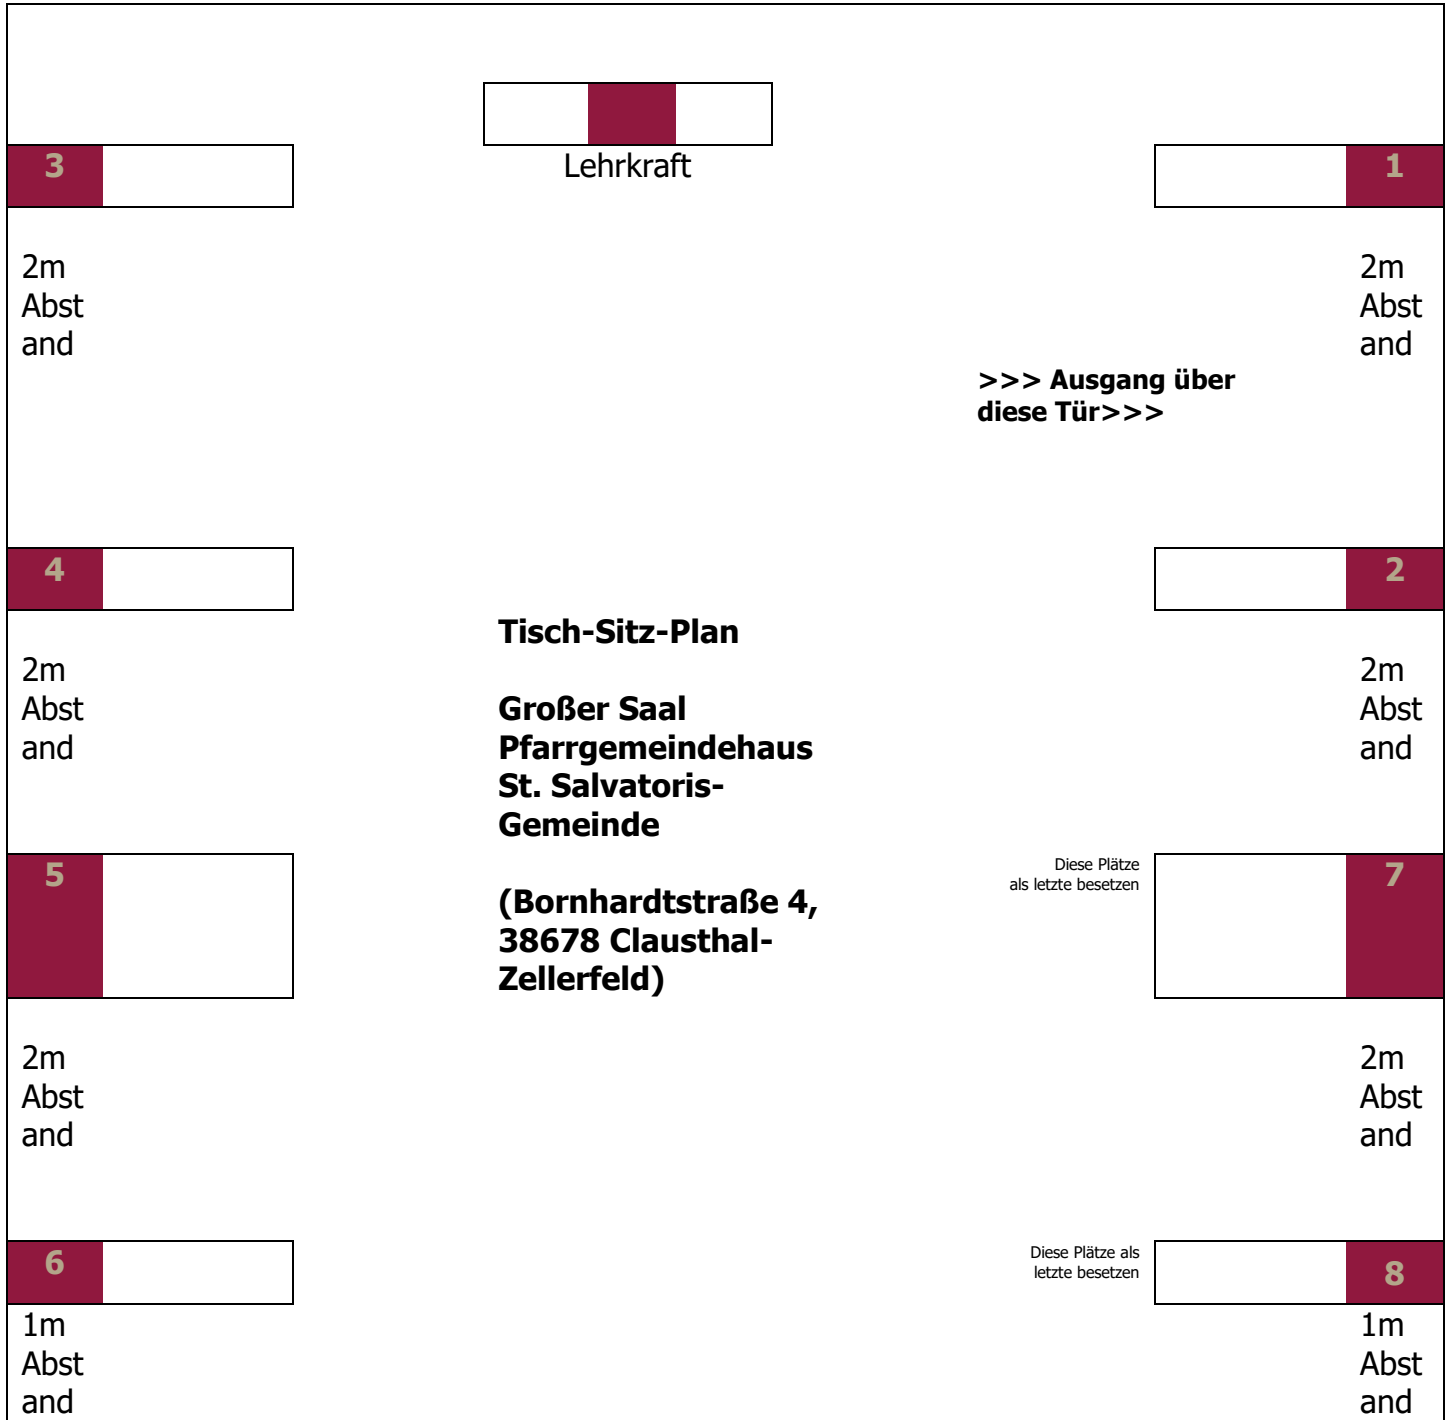 Lehrkraft
3
1
2m
Abst
and
2m
Abst
and
>>> Ausgang über
diese Tür>>>
4
2
Tisch-Sitz-Plan
2m
Abst
and
2m
Abst
and
Großer Saal
Pfarrgemeindehaus
St. Salvatoris-
Gemeinde
5
Diese Plätze
als letzte besetzen
7
(Bornhardtstraße 4,
38678 Clausthal-
Zellerfeld)
2m
Abst
and
2m
Abst
and
6
Diese Plätze als
letzte besetzen
8
1m
Abst
and
1m
Abst
and